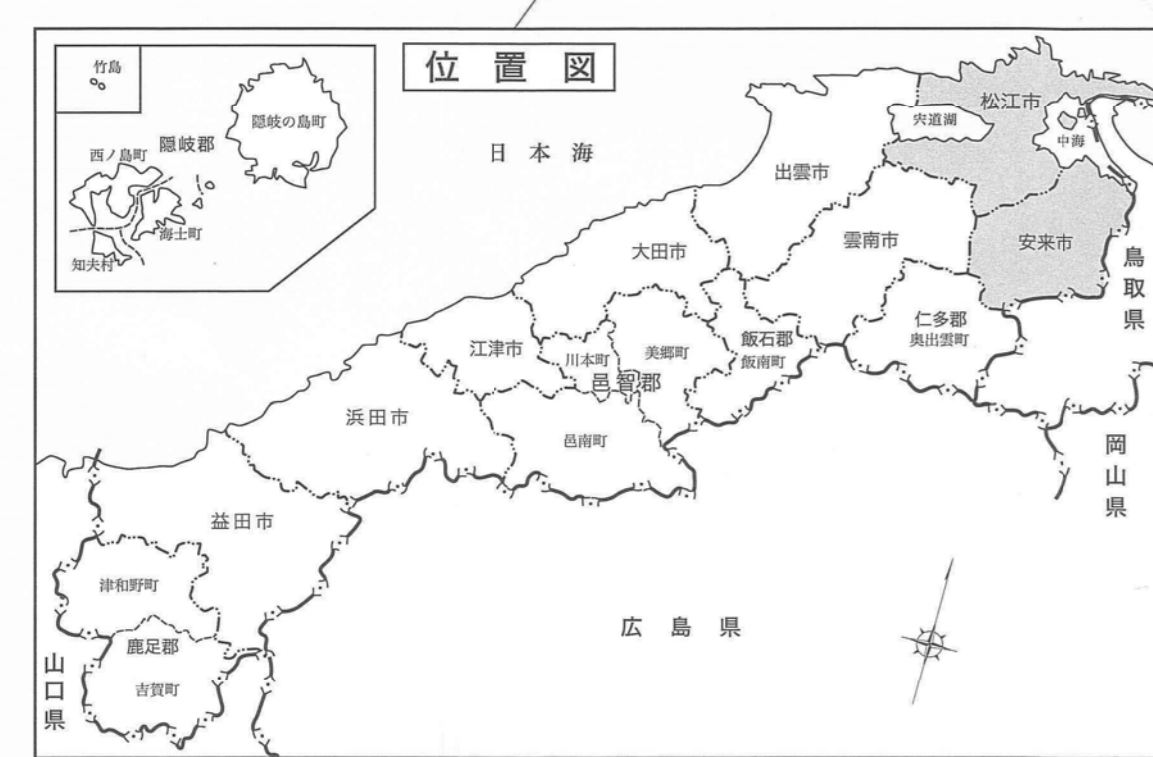 位置図
竹島
隠岐の島町
隠岐郡
西ノ島町
海士町
知夫村
日本海
松江市
宍道湖
中海
出雲市
安来市
雲南市
大田市
鳥取県
仁多郡
奥出雲町
飯石郡
飯南町
美郷町
川本町
邑智郡
江津市
浜田市
邑南町
岡山県
益田市
津和野町
広島県
鹿足郡
吉賀町
山口県